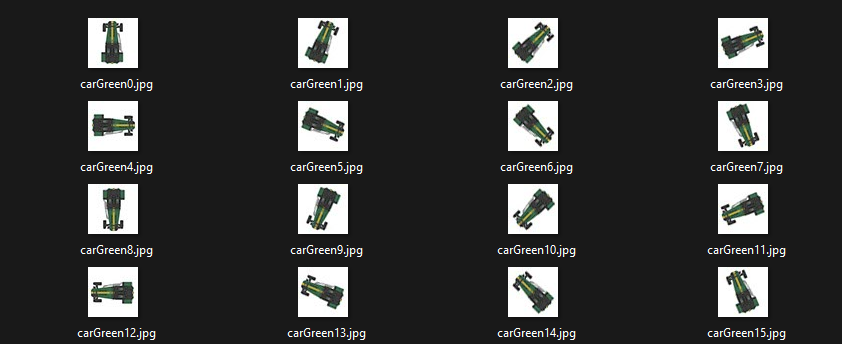 carGreen0.jpg carGreen1.jpg carGreen2.jpg carGreen3.jpg
carGreen4.jpg carGreen5.jpg carGreen6.jpg carGreen7.jpg
carGreen8.jpg carGreen9.jpg carGreen10.jpg carGreen11.jpg
carGreen12.jpg carGreen13.jpg carGreen14.jpg carGreen15.jpg